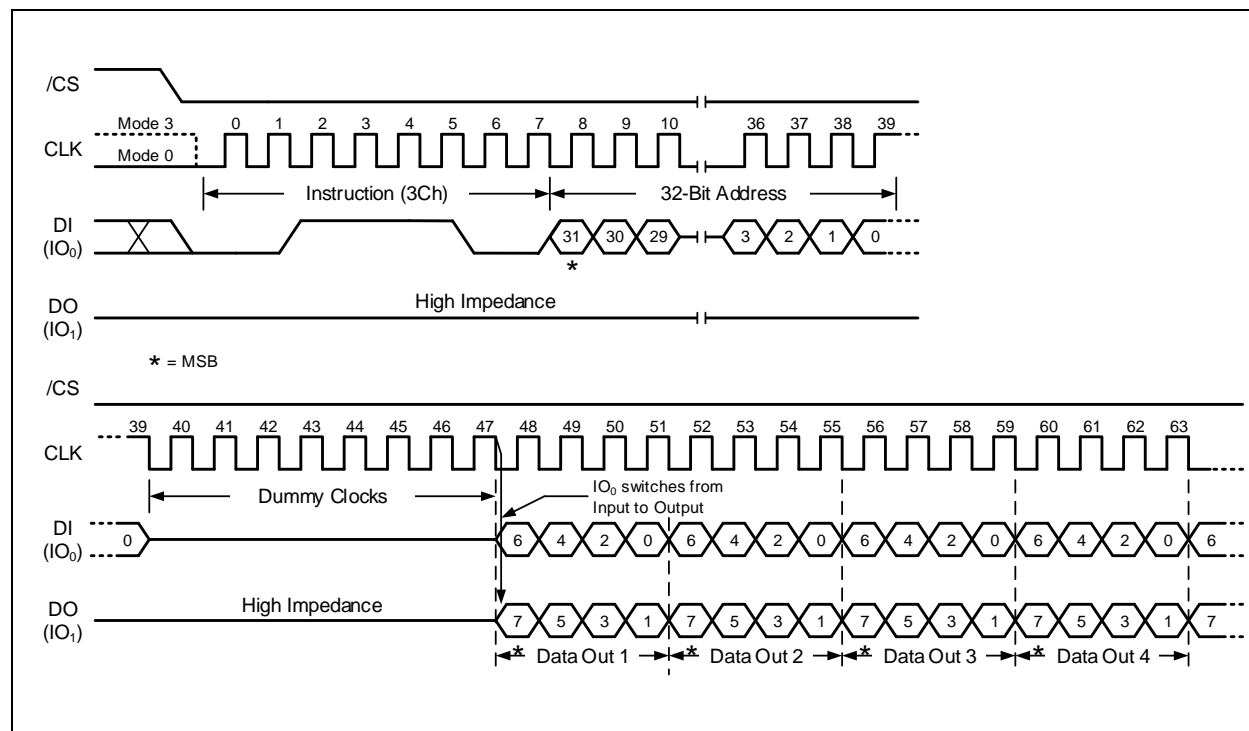 /CS
Mode 3 0 1 2 3 4 5 6 7 8 9 10 36 37 38 39
CLK
Mode 0
Instruction (3Ch) 32-Bit Address
DI
(IO₀)
31 30 29 3 2 1 0
*
High Impedance
DO
(IO₁)
* = MSB
/CS
39 40 41 42 43 44 45 46 47 48 49 50 51 52 53 54 55 56 57 58 59 60 61 62 63
CLK
Dummy Clocks
IO₀ switches from
Input to Output
DI
(IO₀)
0 6 4 2 0 6 4 2 0 6 4 2 0 6 4 2 0 6
High Impedance
DO
(IO₁)
7 5 3 1 7 5 3 1 7 5 3 1 7 5 3 1 7
* Data Out 1 * Data Out 2 * Data Out 3 * Data Out 4